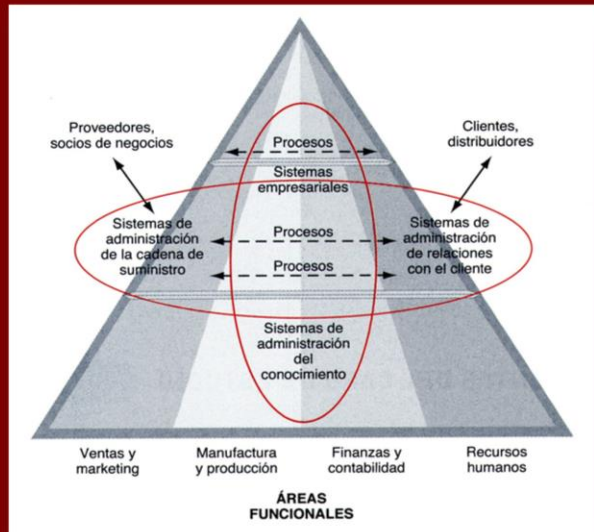 Procesos
Sistemas
empresariales
Proveedores,
socios de negocios
Clientes,
distribuidores
Sistemas de
administración
de la cadena de
suministro
Procesos
Procesos
Sistemas de
administración
de relaciones
con el cliente
Sistemas de
administración
del
conocimiento
Ventas y
marketing
Manufactura
y producción
Finanzas y
contabilidad
Recursos
humanos
ÁREAS
FUNCIONALES